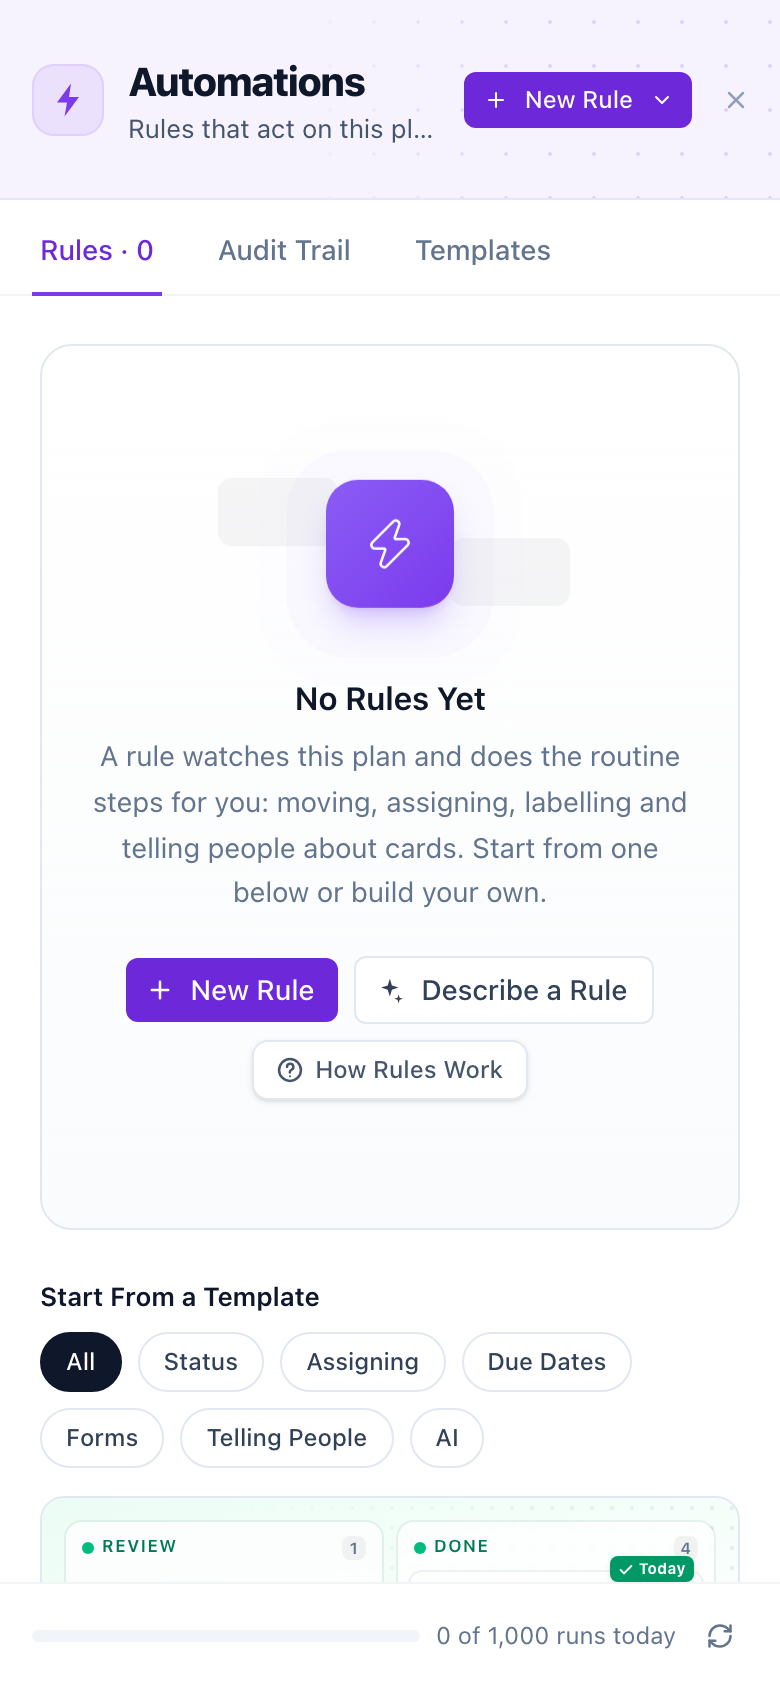 Automations
Rules that act on this pl...
New Rule
Rules · 0
Audit Trail
Templates
No Rules Yet
A rule watches this plan and does the routine
steps for you: moving, assigning, labelling and
telling people about cards. Start from one
below or build your own.
New Rule
Describe a Rule
How Rules Work
Start From a Template
All
Status
Assigning
Due Dates
Forms
Telling People
AI
REVIEW
1
DONE
4
Today
0 of 1,000 runs today